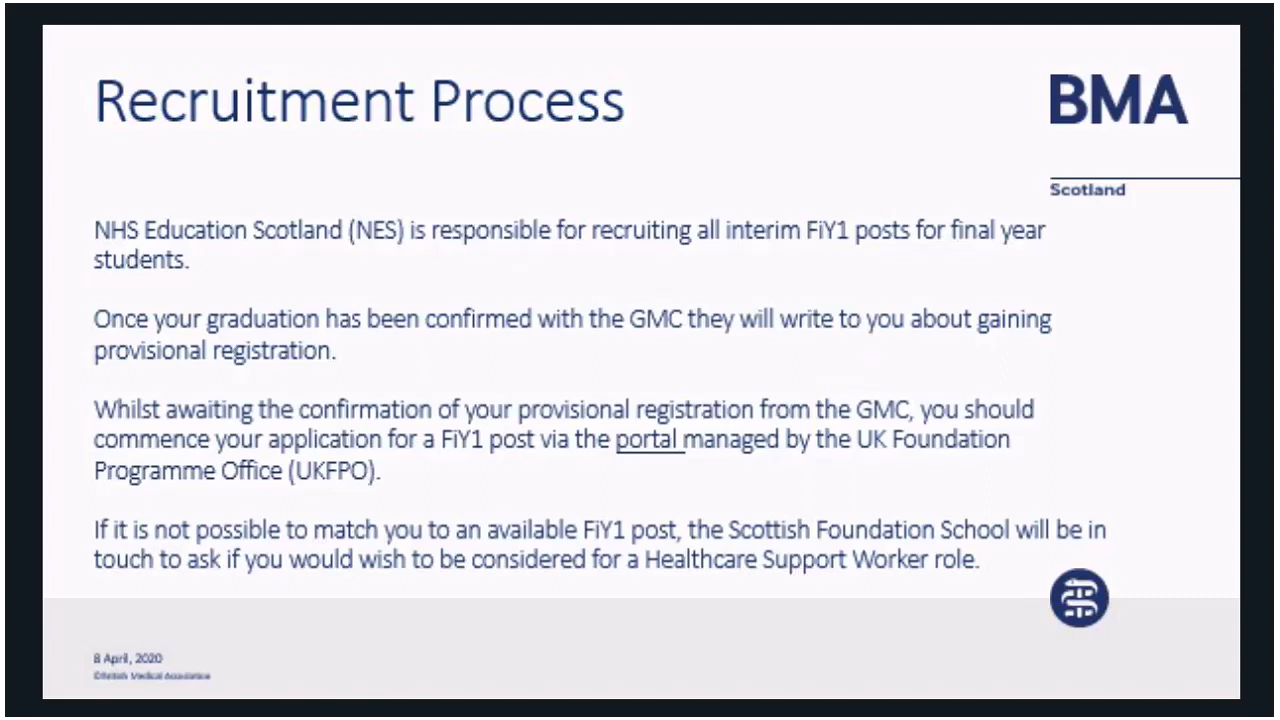 Recruitment Process
BMA
Scotland
NHS Education Scotland (NES) is responsible for recruiting all interim FiY1 posts for final year
students.
Once your graduation has been confirmed with the GMC they will write to you about gaining
provisional registration.
Whilst awaiting the confirmation of your provisional registration from the GMC, you should
commence your application for a FiY1 post via the portal managed by the UK Foundation
Programme Office (UKFPO).
If it is not possible to match you to an available FiY1 post, the Scottish Foundation School will be in
touch to ask if you would wish to be considered for a Healthcare Support Worker role.
8 April, 2020
©British Medical Association